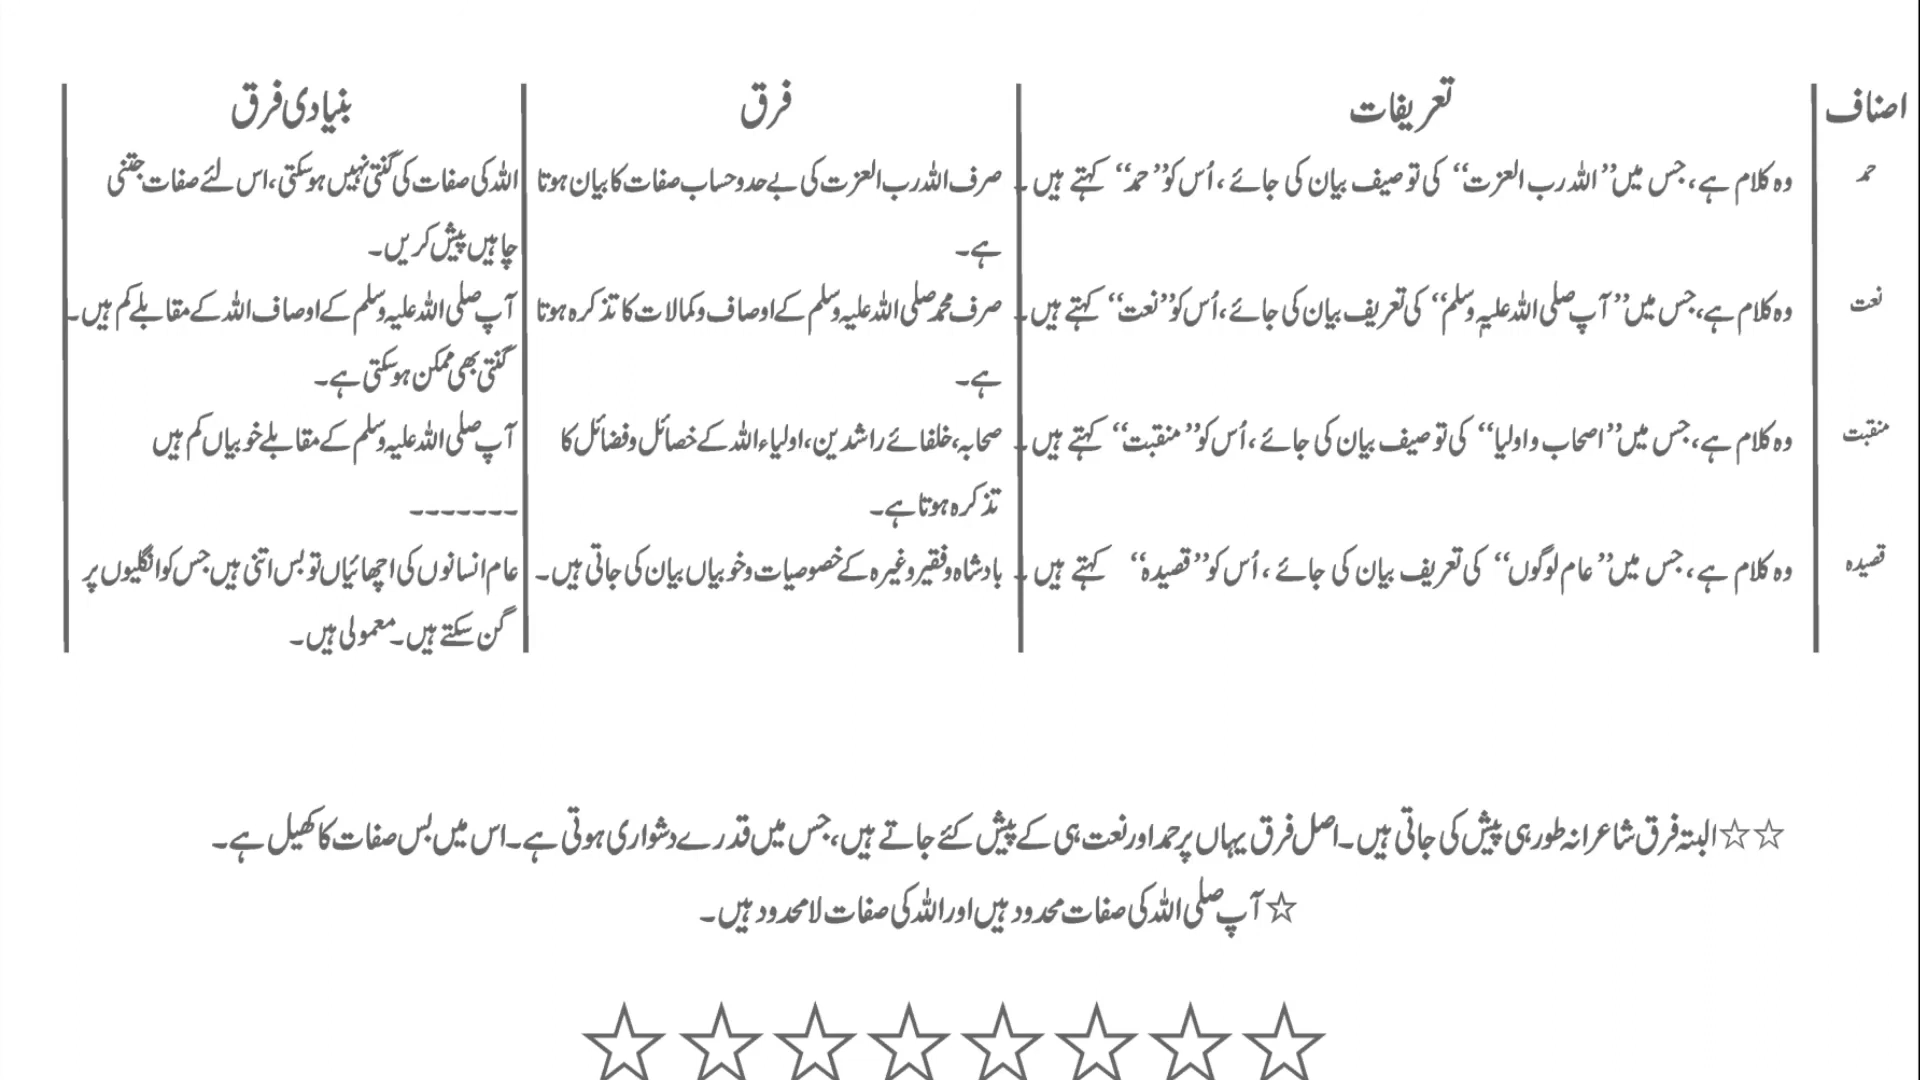 اصناف تعریفات فرق بنیادی فرق
حمد وہ کلام ہے، جس میں ’’اللہ رب العزت‘‘ کی توصیف بیان کی جائے، اُس کو ’’حمد‘‘ کہتے ہیں۔ صرف اللہ رب العزت کی بے حد و حساب صفات کا بیان ہوتا اللہ کی صفات کی گنتی نہیں ہوسکتی، اس لئے صفات جتنی
ہے۔ چاہیں پیش کریں۔
نعت وہ کلام ہے، جس میں ’’آپ صلی اللہ علیہ وسلم‘‘ کی تعریف بیان کی جائے، اُس کو ’’نعت‘‘ کہتے ہیں۔ صرف محمد صلی اللہ علیہ وسلم کے اوصاف و کمالات کا تذکرہ ہوتا آپ صلی اللہ علیہ وسلم کے اوصاف اللہ کے مقابلے کم ہیں۔
ہے۔ گنتی بھی ممکن ہوسکتی ہے۔
منقبت وہ کلام ہے، جس میں ’’اصحاب و اولیا‘‘ کی توصیف بیان کی جائے، اُس کو ’’منقبت‘‘ کہتے ہیں۔ صحابہ، خلفائے راشدین، اولیاء اللہ کے خصائل و فضائل کا آپ صلی اللہ علیہ وسلم کے مقابلے خوبیاں کم ہیں
تذکرہ ہوتا ہے۔ -------
قصیدہ وہ کلام ہے، جس میں ’’عام لوگوں‘‘ کی تعریف بیان کی جائے، اُس کو ’’قصیدہ‘‘ کہتے ہیں۔ بادشاہ و فقیر وغیرہ کے خصوصیات و خوبیاں بیان کی جاتی ہیں۔ عام انسانوں کی اچھائیاں تو بس اتنی ہیں جس کو انگلیوں پر
گن سکتے ہیں۔ معمولی ہیں۔
☆☆البتہ فرق شاعرانہ طور ہی پیش کی جاتی ہیں۔ اصل فرق یہاں پر حمد اور نعت ہی کے پیش کئے جاتے ہیں، جس میں قدرے دشواری ہوتی ہے۔ اس میں بس صفات کا کھیل ہے۔
☆آپ صلی اللہ کی صفات محدود ہیں اور اللہ کی صفات لا محدود ہیں۔
☆☆☆☆☆☆☆☆